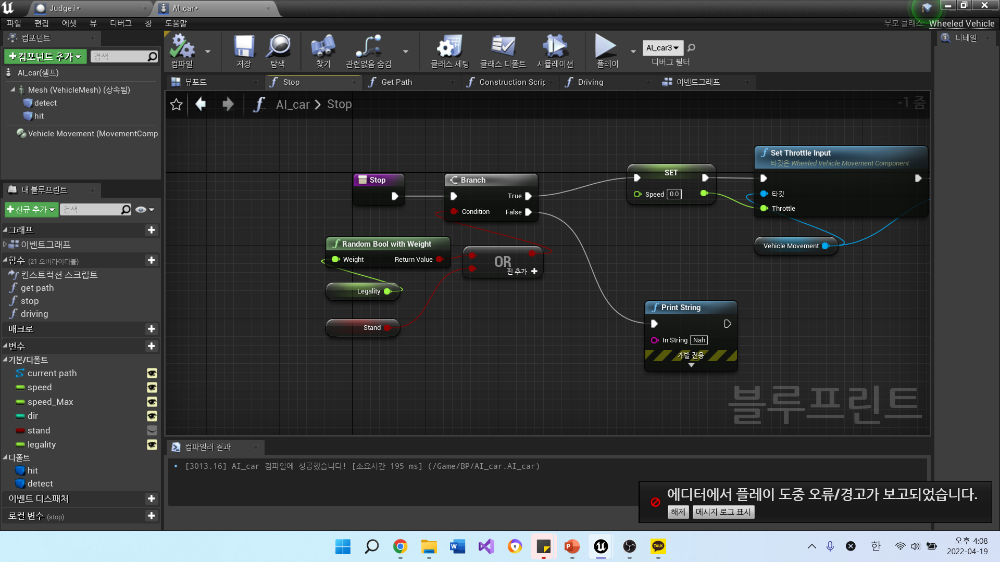 Judge1*
AI_car*
파일 편집 에셋 뷰 디버그 창 도움말
부모 클래스: Wheeled Vehicle
컴포넌트
컴포넌트 추가
검색
AI_car(셀프)
Mesh (VehicleMesh) (상속됨)
detect
hit
Vehicle Movement (MovementComp
컴파일
저장
탐색
찾기
관련없음 숨김
클래스 세팅
클래스 디폴트
시뮬레이션
플레이
AI_car3
디버그 필터
디테일
뷰포트
Stop
Get Path
Construction Scrip
Driving
이벤트그래프
AI_car > Stop
-1 줌
내 블루프린트
신규 추가
검색
그래프
이벤트그래프
함수 (21 오버라이더블)
컨스트럭션 스크립트
get path
stop
driving
매크로
변수
기본/디폴트
current path
speed
speed_Max
dir
stand
legality
디폴트
hit
detect
이벤트 디스패처
로컬 변수 (stop)
Stop
Branch
True
Condition
False
Random Bool with Weight
Weight
Return Value
OR
핀 추가
Legality
Stand
SET
Speed 0.0
Set Throttle Input
타깃은 Wheeled Vehicle Movement Component
타깃
Throttle
Vehicle Movement
Print String
In String Nah
개발 전용
블루프린트
컴파일러 결과
[3013.16] AI_car 컴파일에 성공했습니다! [소요시간 195 ms] (/Game/BP/AI_car.AI_car)
에디터에서 플레이 도중 오류/경고가 보고되었습니다.
해제
메시지 로그 표시
W
P
TALK
한
오후 4:08
2022-04-19